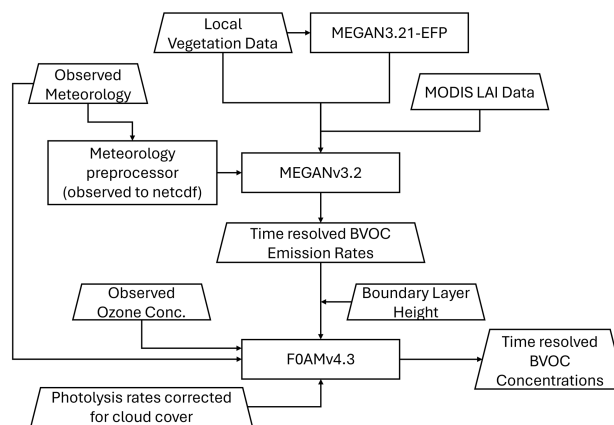 Local
Vegetation Data
MEGAN3.21-EFP
Observed
Meteorology
MODIS LAI Data
Meteorology
preprocessor
(observed to netcdf)
MEGANv3.2
Time resolved BVOC
Emission Rates
Observed
Ozone Conc.
Boundary Layer
Height
F0AMv4.3
Time resolved
BVOC
Concentrations
Photolysis rates corrected
for cloud cover